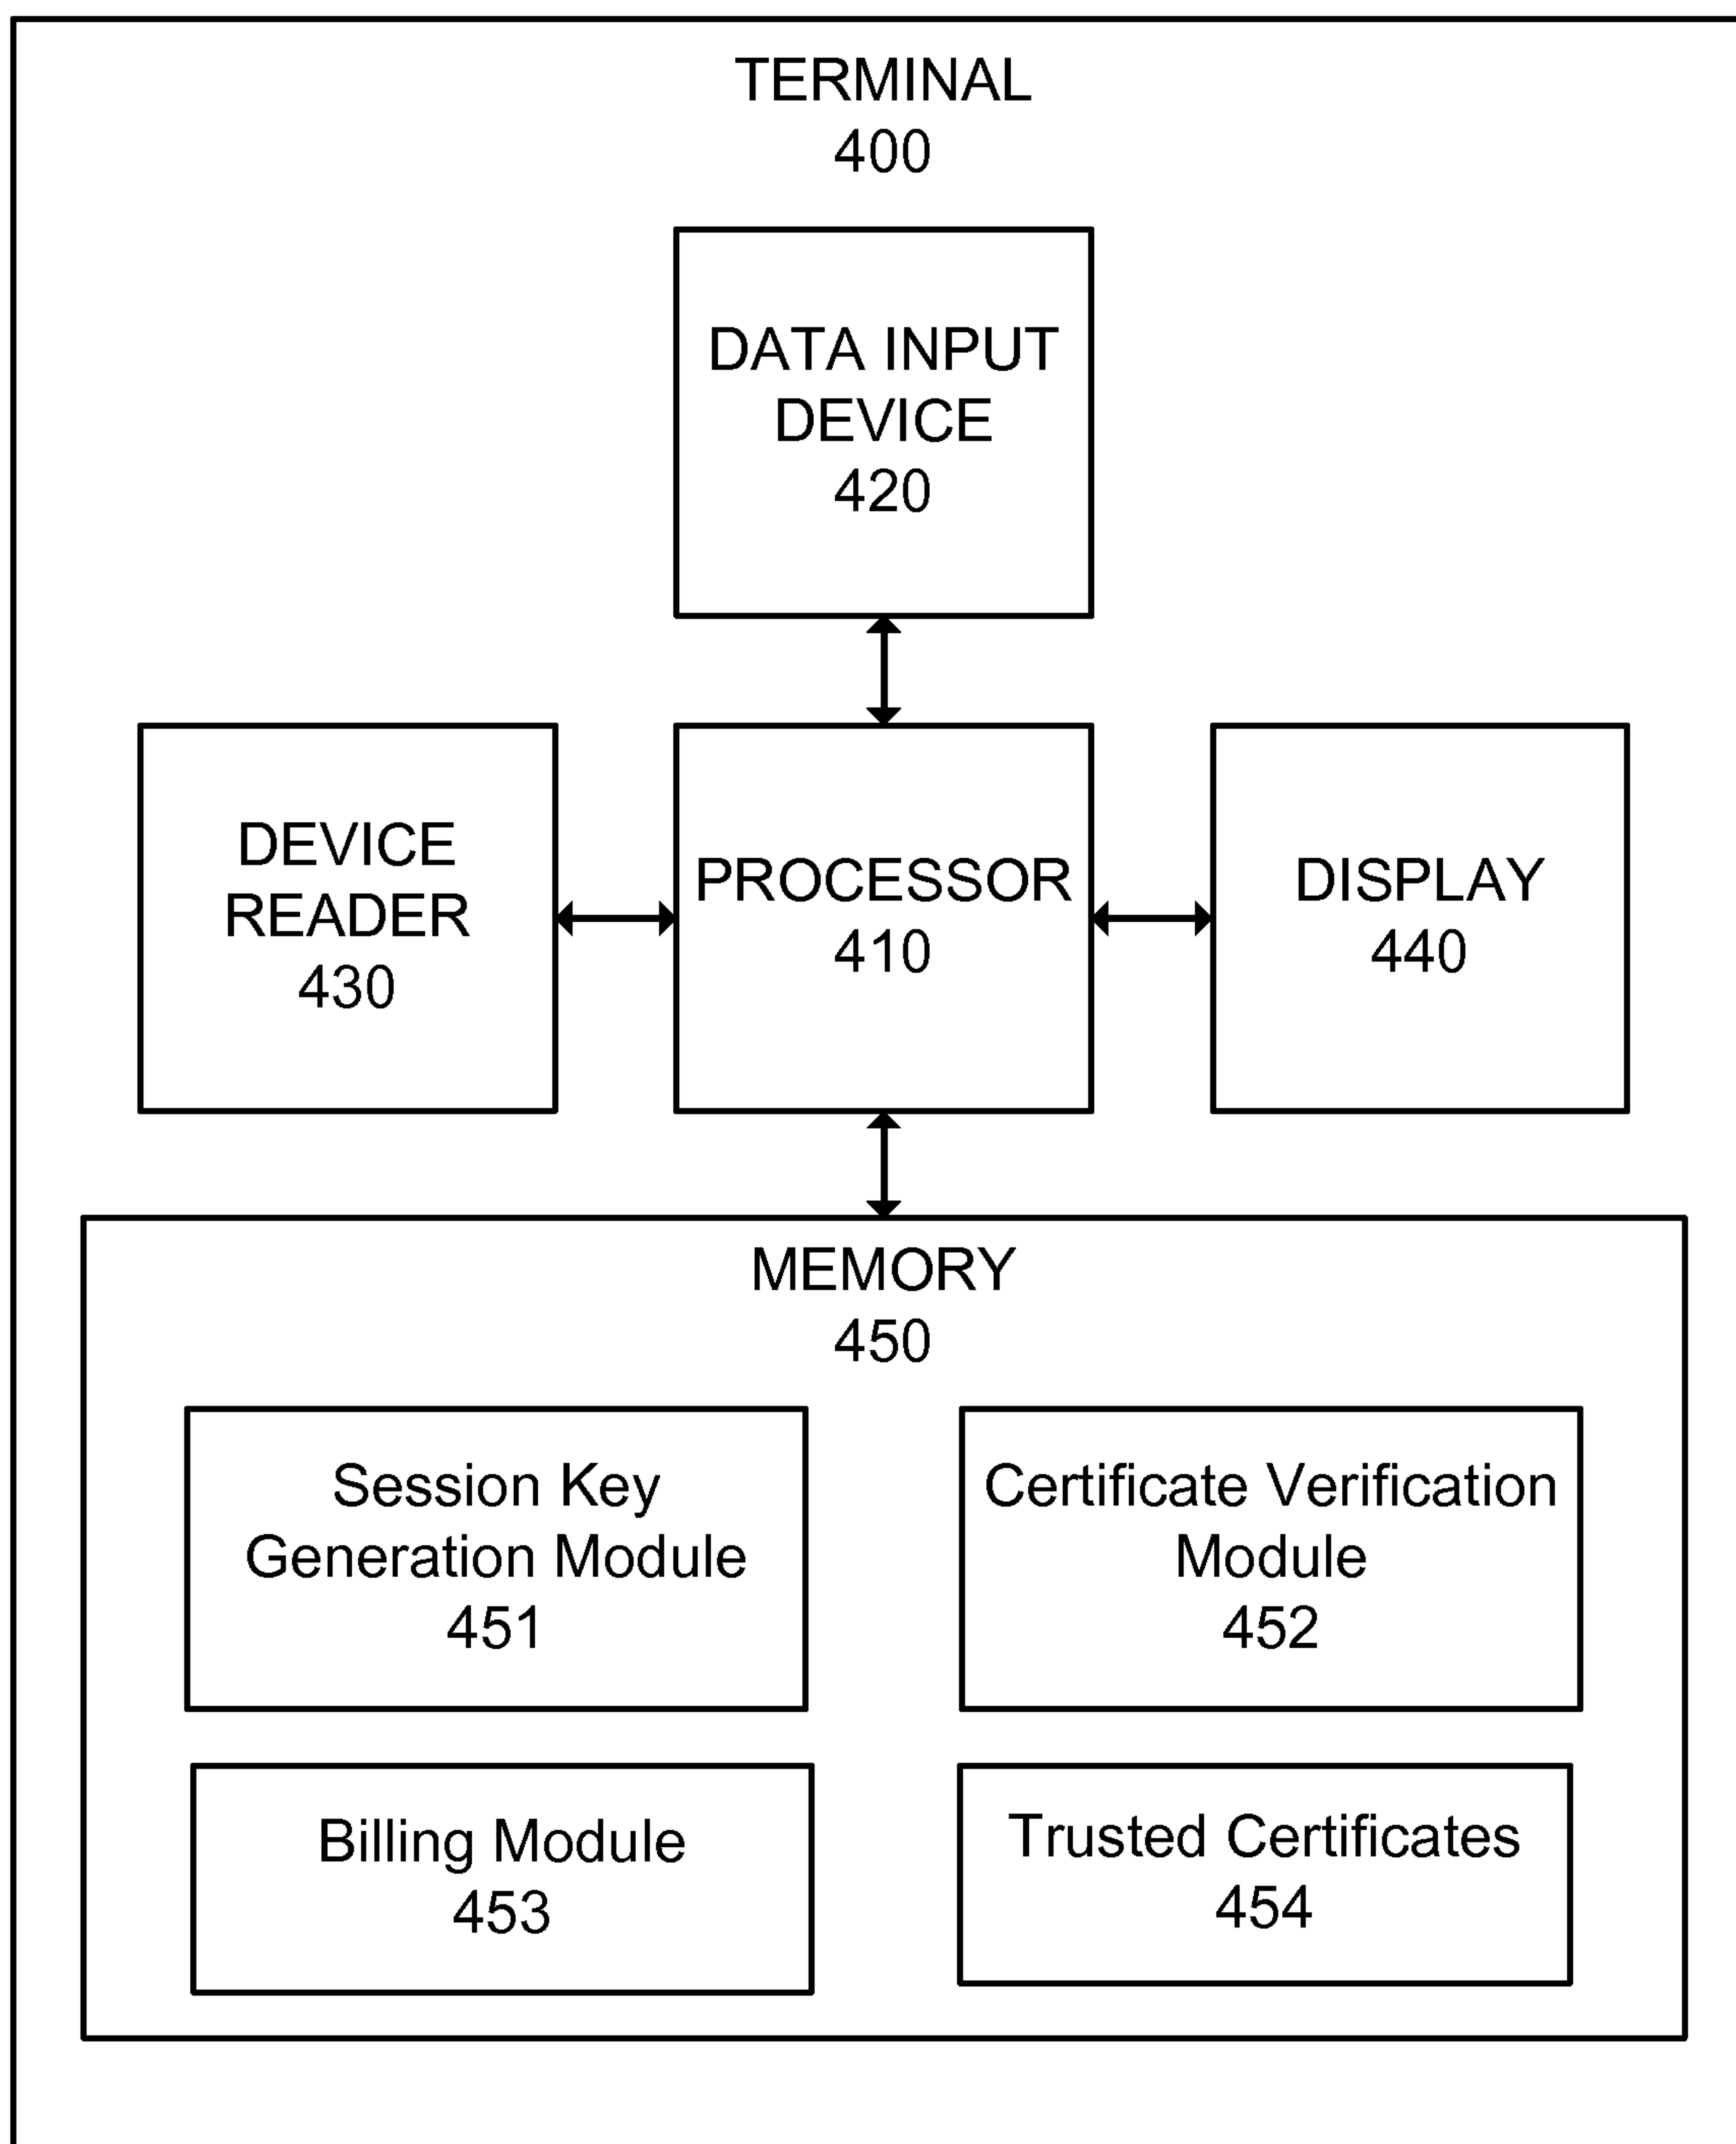 TERMINAL
400
DATA INPUT
DEVICE
420
DEVICE
READER
430
PROCESSOR
410
DISPLAY
440
MEMORY
450
Session Key
Generation Module
451
Certificate Verification
Module
452
Billing Module
453
Trusted Certificates
454